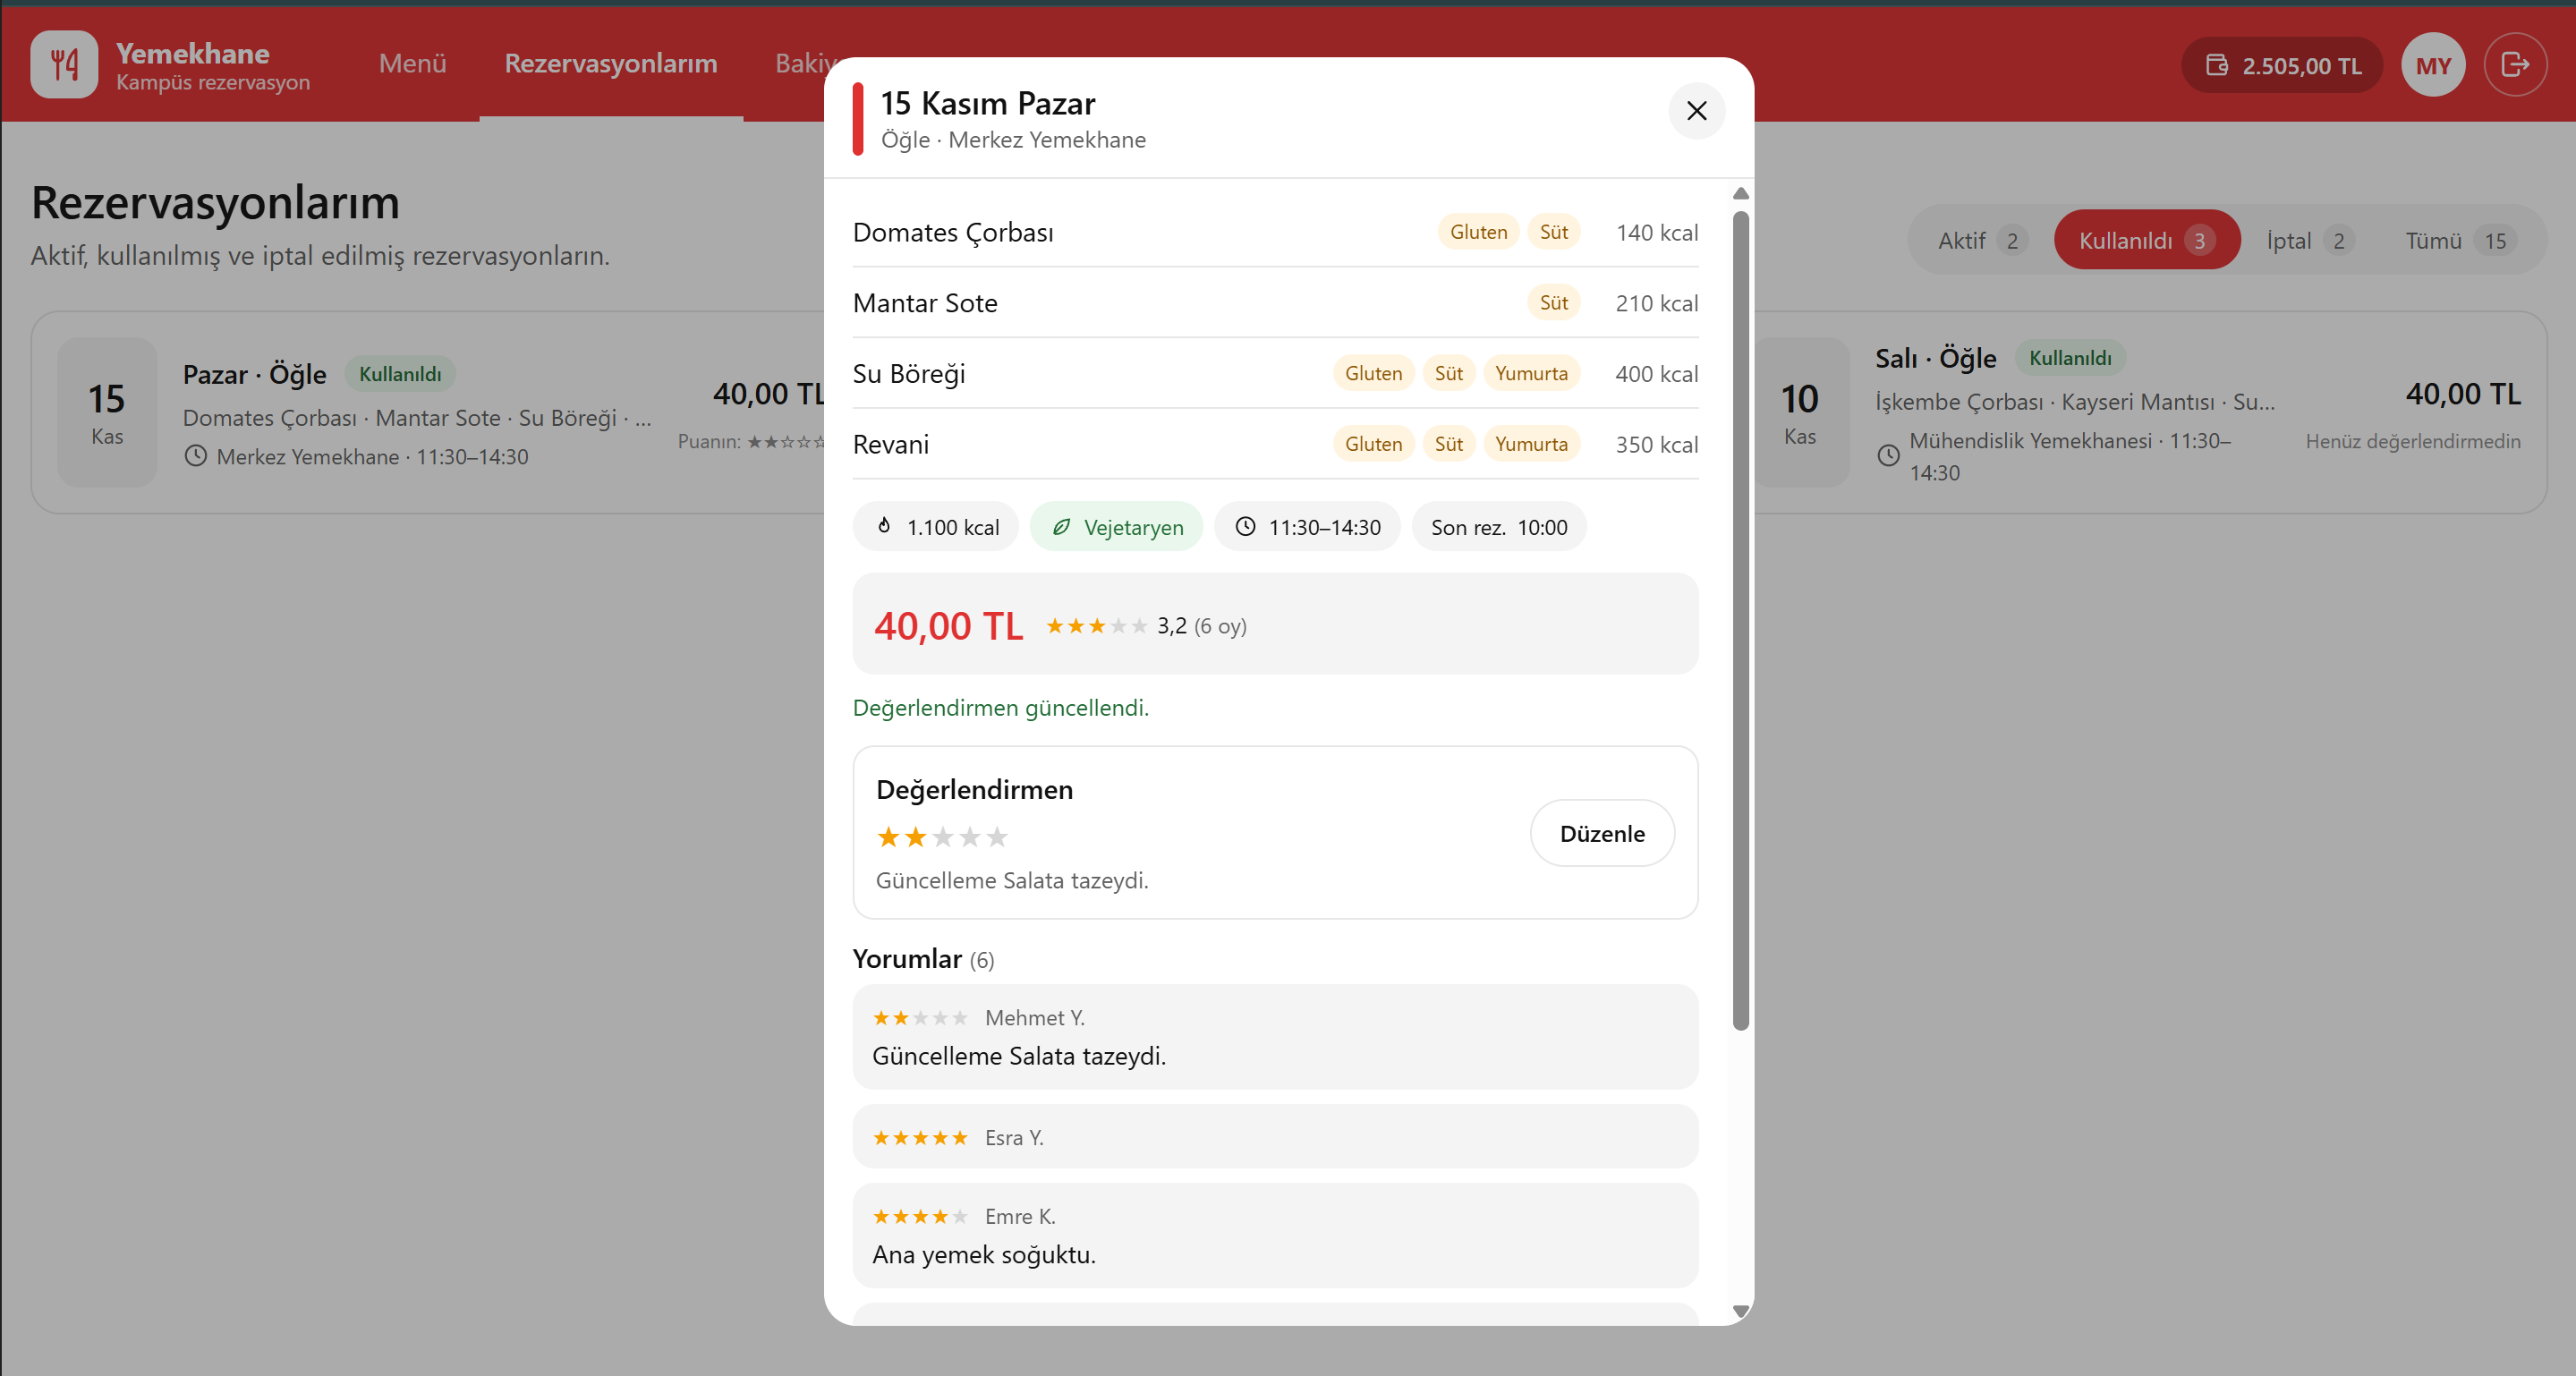 Yemekhane
Kampüs rezervasyon
Menü
Rezervasyonlarım
2.505,00 TL
MY
Rezervasyonlarım
Aktif, kullanılmış ve iptal edilmiş rezervasyonların.
Aktif 2
Kullanıldı 3
İptal 2
Tümü 15
15
Kas
Pazar · Öğle
Kullanıldı
Domates Çorbası · Mantar Sote · Su Böreği · ...
Merkez Yemekhane · 11:30–14:30
40,00 TL
Puanın: ★★☆☆☆
10
Kas
Salı · Öğle
Kullanıldı
İşkembe Çorbası · Kayseri Mantısı · Su...
Mühendislik Yemekhanesi · 11:30–
14:30
40,00 TL
Henüz değerlendirmedin
15 Kasım Pazar
Öğle · Merkez Yemekhane
Domates Çorbası Gluten Süt 140 kcal
Mantar Sote Süt 210 kcal
Su Böreği Gluten Süt Yumurta 400 kcal
Revani Gluten Süt Yumurta 350 kcal
1.100 kcal
Vejetaryen
11:30–14:30
Son rez. 10:00
40,00 TL ★★★★★ 3,2 (6 oy)
Değerlendirmen güncellendi.
Değerlendirmen
★★★★★
Güncelleme Salata tazeydi.
Düzenle
Yorumlar (6)
★★★★★ Mehmet Y.
Güncelleme Salata tazeydi.
★★★★★ Esra Y.
★★★★★ Emre K.
Ana yemek soğuktu.